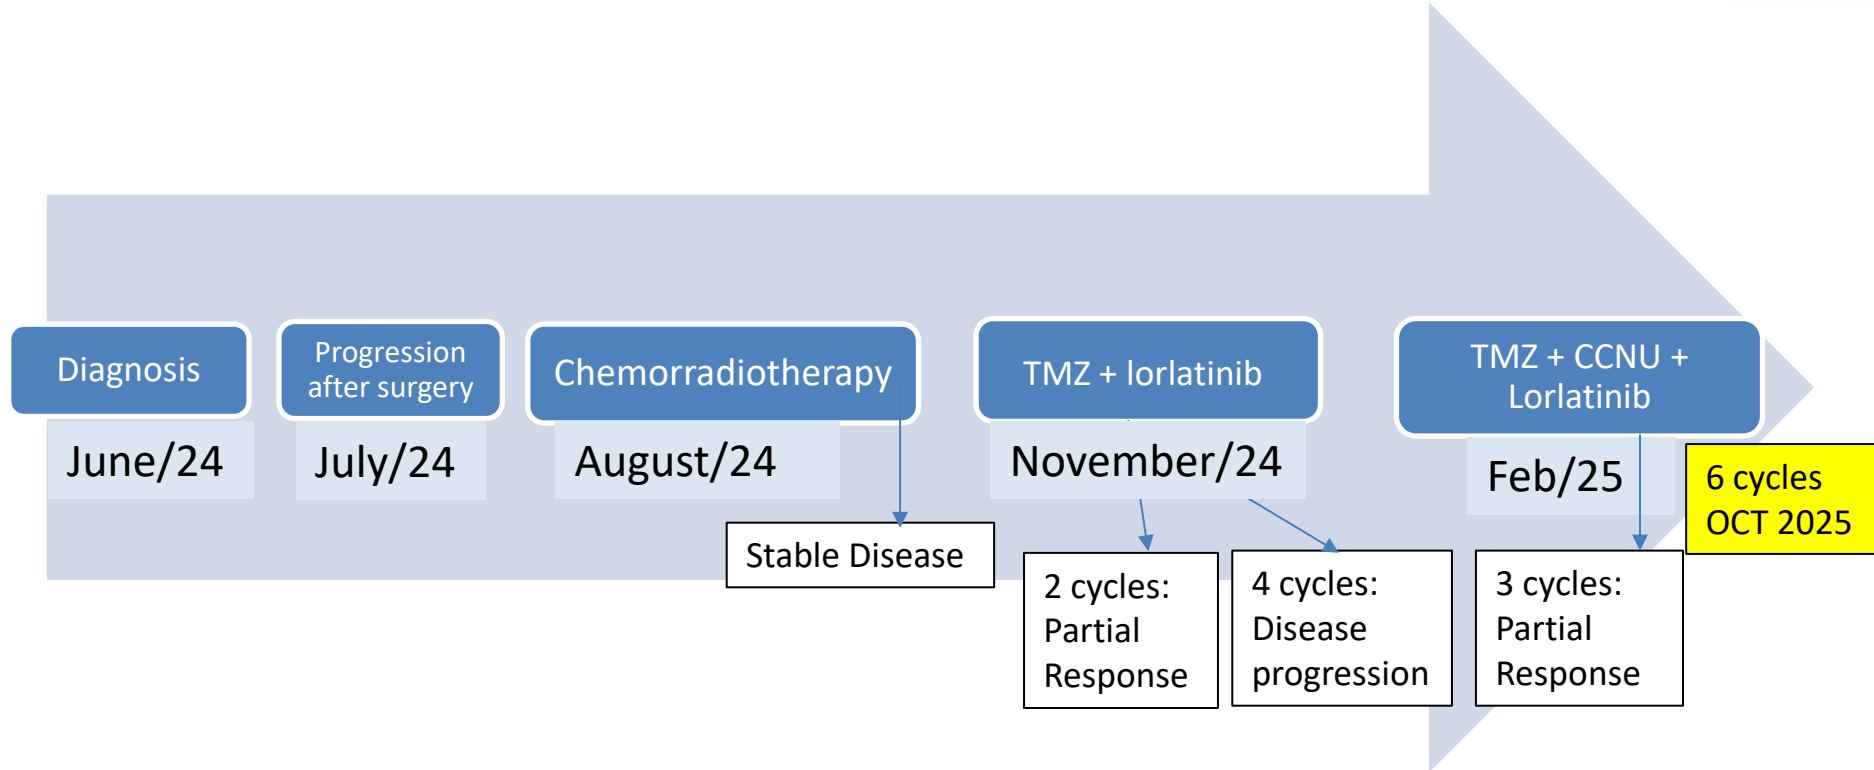 Diagnosis
June/24
Progression
after surgery
July/24
Chemorradiotherapy
August/24
Stable Disease
TMZ + lorlatinib
November/24
2 cycles:
Partial
Response
4 cycles:
Disease
progression
TMZ + CCNU +
Lorlatinib
Feb/25
3 cycles:
Partial
Response
6 cycles
OCT 2025